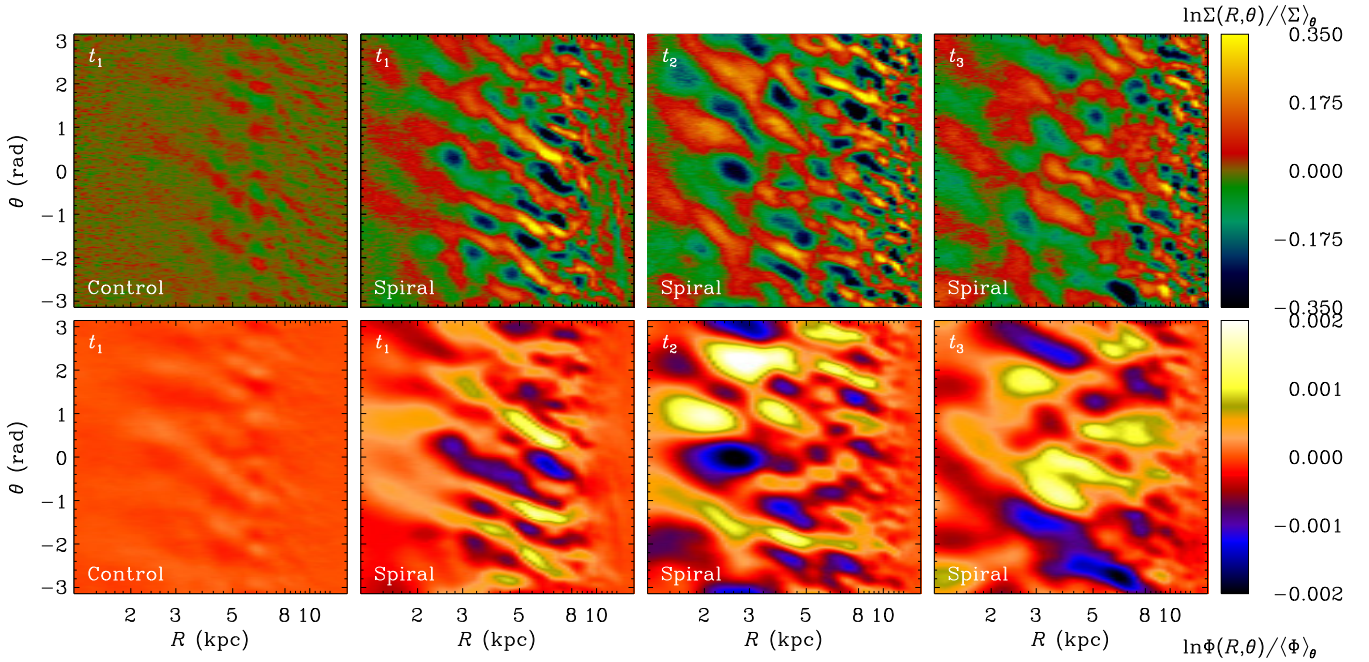 lnΣ(R,θ)/⟨Σ⟩θ
3
2
1
0
−1
−2
−3
θ (rad)
t1
Control
t1
Spiral
t2
Spiral
t3
Spiral
0.350
0.175
0.000
−0.175
−0.350
3
2
1
0
−1
−2
−3
θ (rad)
t1
Control
t1
Spiral
t2
Spiral
t3
Spiral
0.002
0.001
0.000
−0.001
−0.002
2 3 5 8 10
2 3 5 8 10
2 3 5 8 10
2 3 5 8 10
R (kpc)
R (kpc)
R (kpc)
R (kpc)
lnΦ(R,θ)/⟨Φ⟩θ